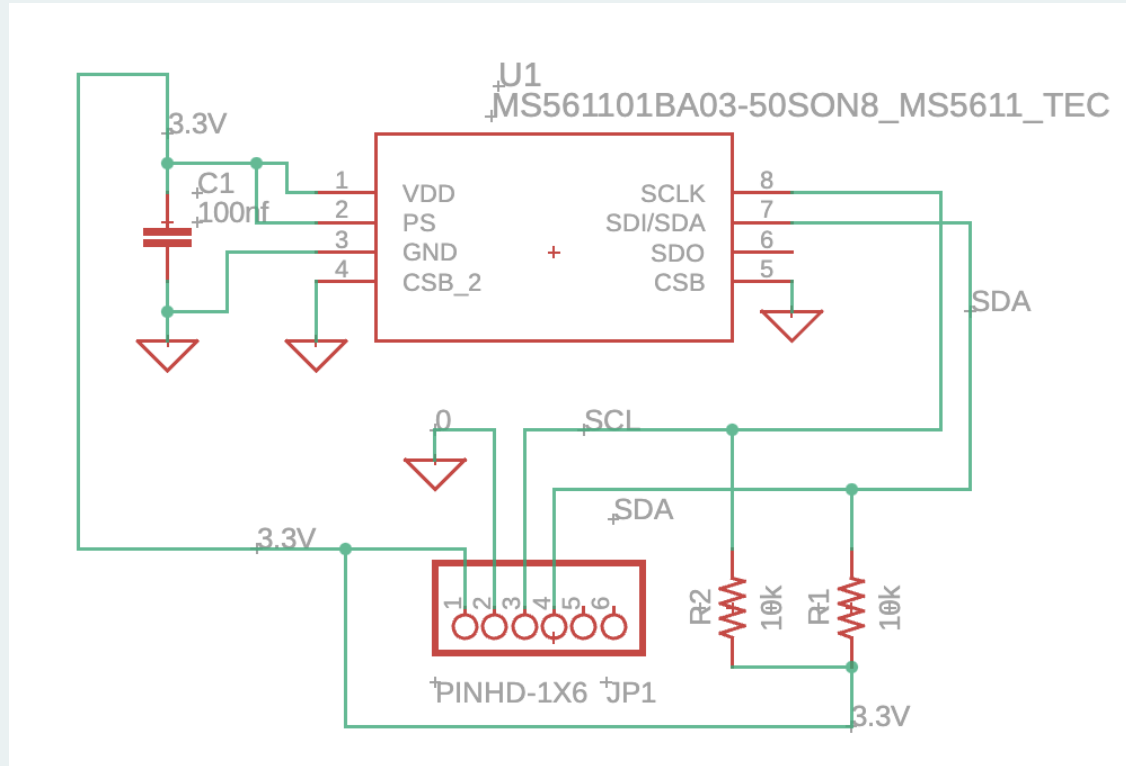 U1
MS561101BA03-50SON8_MS5611_TEC
3.3V
C1
100nf
1
VDD
SCLK
8
2
PS
SDI/SDA
7
3
GND
SDO
6
4
CSB_2
CSB
5
SDA
0
SCL
SDA
3.3V
1
2
3
4
5
6
R2
10k
R1
10k
PINHD-1X6
JP1
3.3V